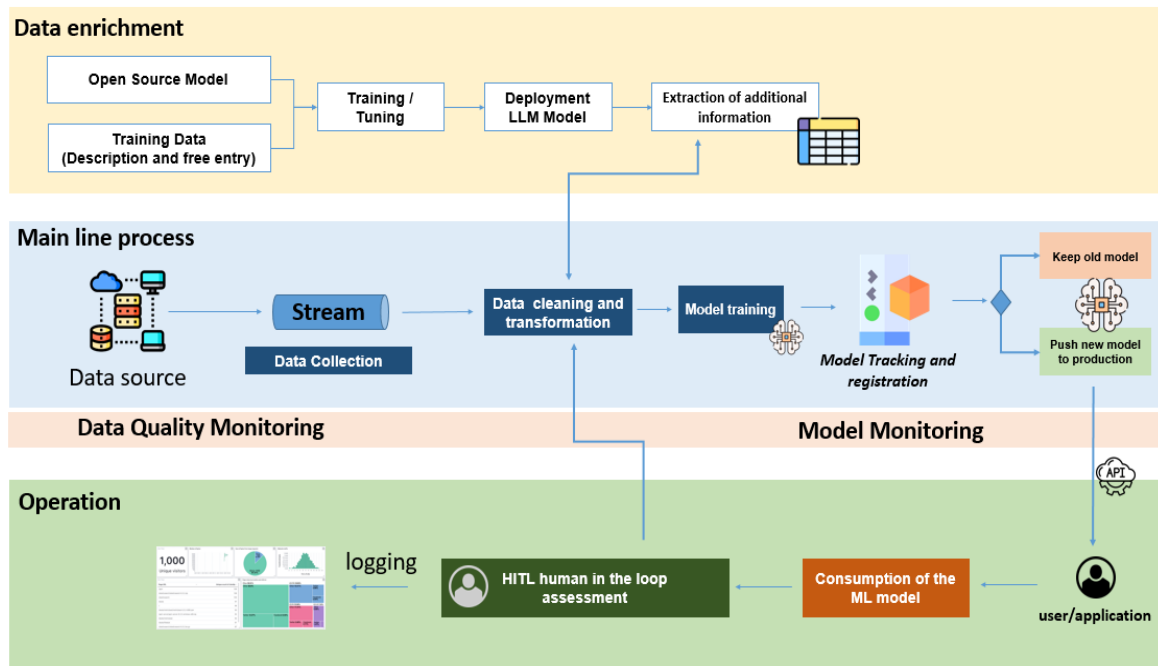 Data enrichment
Open Source Model
Training Data
(Description and free entry)
Training /
Tuning
Deployment
LLM Model
Extraction of additional
information
Main line process
Data source
Stream
Data Collection
Data cleaning and
transformation
Model training
Model Tracking and
registration
Keep old model
Push new model
to production
Data Quality Monitoring
Model Monitoring
API
Operation
1,000
Unique visitors
logging
HITL human in the loop
assessment
Consumption of the
ML model
user/application